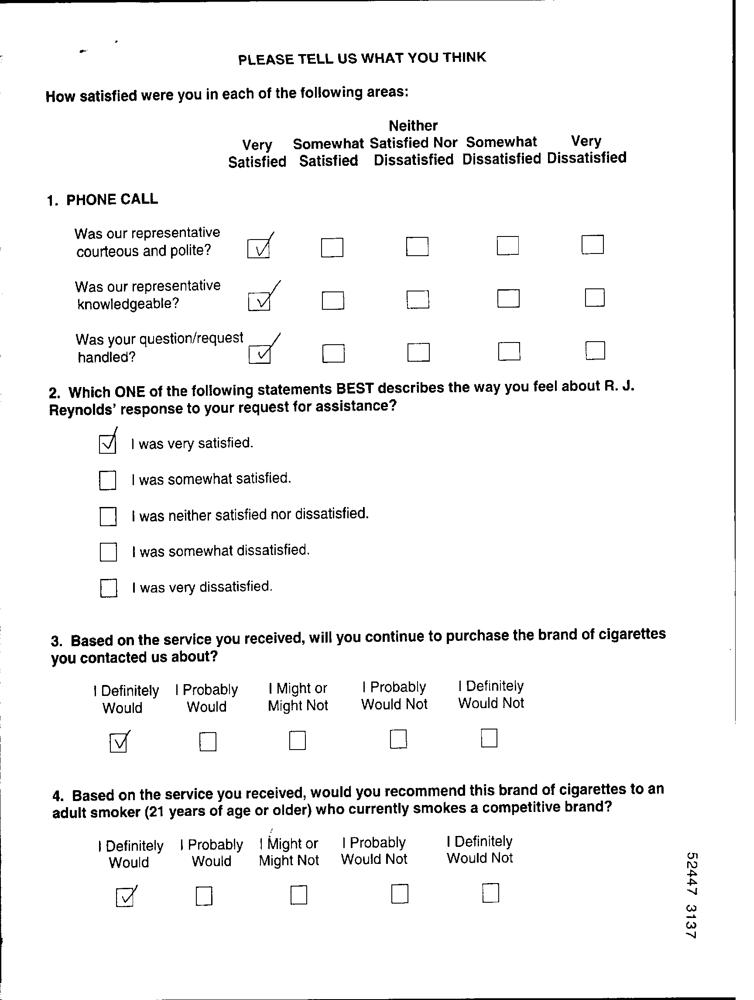 PLEASE TELL US WHAT YOU THINK
How satisfied were you in each of the following areas:
Neither
Very Somewhat Satisfied Nor Somewhat Very
Satisfied Satisfied Dissatisfied Dissatisfied Dissatisfied
1. PHONE CALL
Was our representative
courteous and polite?
Was our representative
knowledgeable?
Was your question/request
handled?
2. Which ONE of the following statements BEST describes the way you feel about R. J.
Reynolds' response to your request for assistance?
I was very satisfied.
I was somewhat satisfied.
I was neither satisfied nor dissatisfied.
I was somewhat dissatisfied.
I was very dissatisfied.
3. Based on the service you received, will you continue to purchase the brand of cigarettes
you contacted us about?
I Definitely I Probably I Might or I Probably I Definitely
Would Would Might Not Would Not Would Not
4. Based on the service you received, would you recommend this brand of cigarettes to an
adult smoker (21 years of age or older) who currently smokes a competitive brand?
I Definitely I Probably I Might or I Probably I Definitely
Would Would Might Not Would Not Would Not
52447 3137